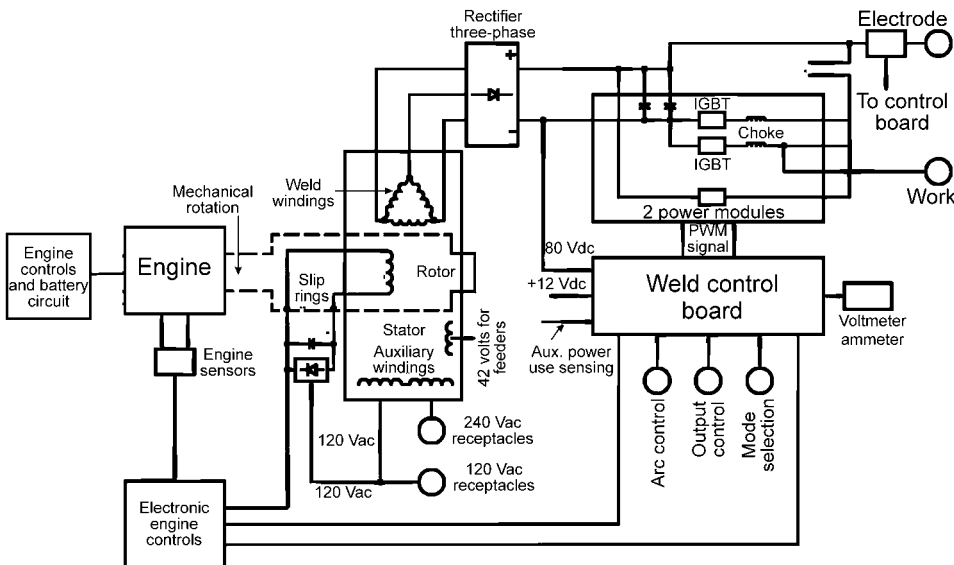 Rectifier
three-phase
Electrode
+
−
IGBT
Choke
IGBT
To control
board
Work
2 power modules
Weld
windings
Mechanical
rotation
PWM
signal
80 Vdc
+12 Vdc
Engine
controls
and battery
circuit
Engine
Slip
rings
Rotor
Weld control
board
Voltmeter
ammeter
Stator
Auxiliary
windings
42 volts for
feeders
Aux. power
use sensing
Engine
sensors
Arc control
Output
control
Mode
selection
240 Vac
receptacles
120 Vac
120 Vac
receptacles
120 Vac
Electronic
engine
controls